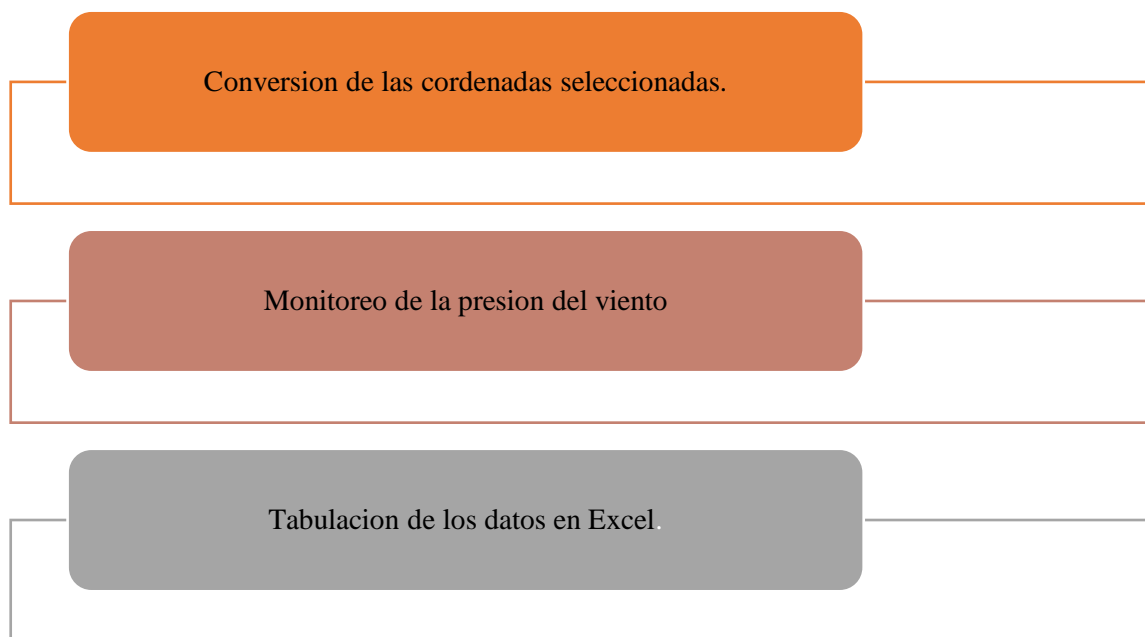 Conversion de las cordenadas seleccionadas.
Monitoreo de la presion del viento
Tabulacion de los datos en Excel.